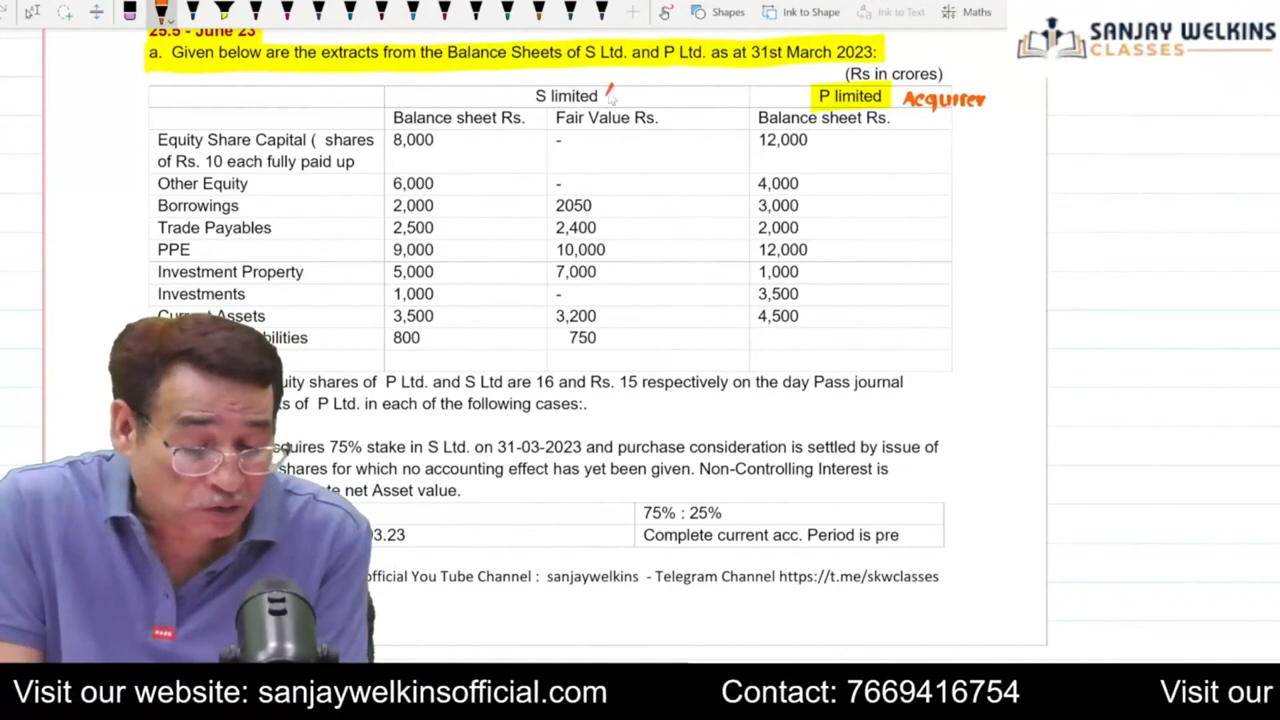 Shapes Ink to Shape Ink to Text Maths
25.5 - June 23
SANJAY WELKINS
CLASSES
a. Given below are the extracts from the Balance Sheets of S Ltd. and P Ltd. as at 31st March 2023:
(Rs in crores)
S limited P limited Acquirer
Balance sheet Rs. Fair Value Rs. Balance sheet Rs.
Equity Share Capital ( shares 8,000 - 12,000
of Rs. 10 each fully paid up
Other Equity 6,000 - 4,000
Borrowings 2,000 2050 3,000
Trade Payables 2,500 2,400 2,000
PPE 9,000 10,000 12,000
Investment Property 5,000 7,000 1,000
Investments 1,000 - 3,500
Current Assets 3,500 3,200 4,500
800 750
shares of P Ltd. and S Ltd are 16 and Rs. 15 respectively on the day Pass journal
of P Ltd. in each of the following cases:.
75% stake in S Ltd. on 31-03-2023 and purchase consideration is settled by issue of
shares for which no accounting effect has yet been given. Non-Controlling Interest is
net Asset value.
75% : 25%
3.23 Complete current acc. Period is pre
You Tube Channel : sanjaywelkins - Telegram Channel https://t.me/skwclasses
Visit our website: sanjaywelkinsofficial.com Contact: 7669416754 Visit our